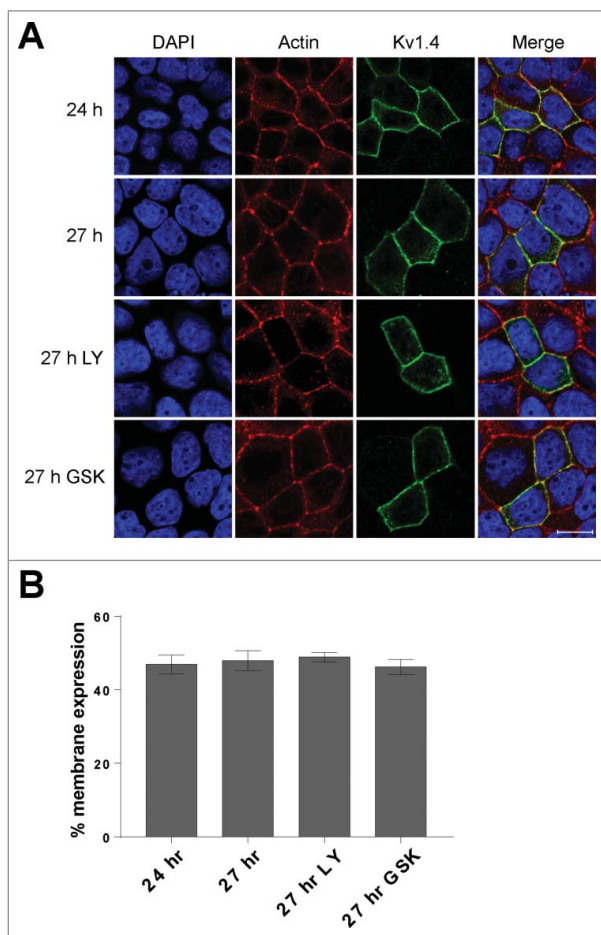 A
DAPI Actin Kv1.4 Merge
24 h
27 h
27 h LY
27 h GSK
B
% membrane expression
60
40
20
0
24 hr
27 hr
27 hr LY
27 hr GSK